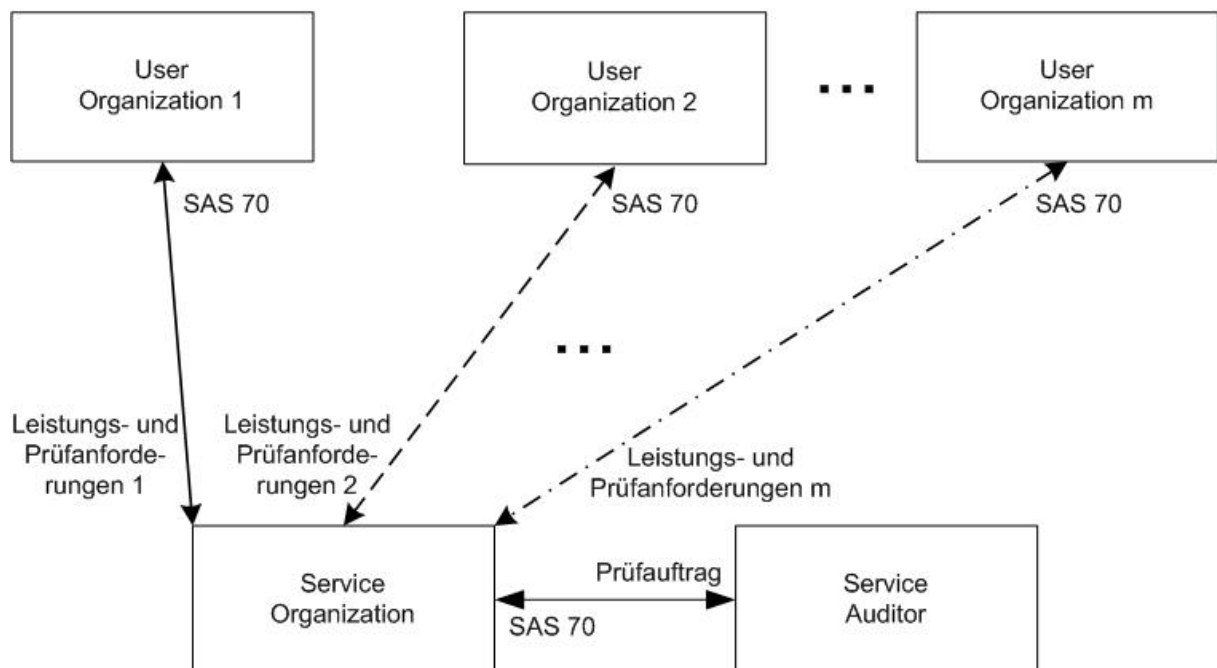 User
Organization 1
User
Organization 2
...
User
Organization m
SAS 70
SAS 70
SAS 70
...
Leistungs- und
Prüfanforde-
rungen 1
Leistungs- und
Prüfanforde-
rungen 2
Leistungs- und
Prüfanforderungen m
Service
Organization
Prüfauftrag
SAS 70
Service
Auditor